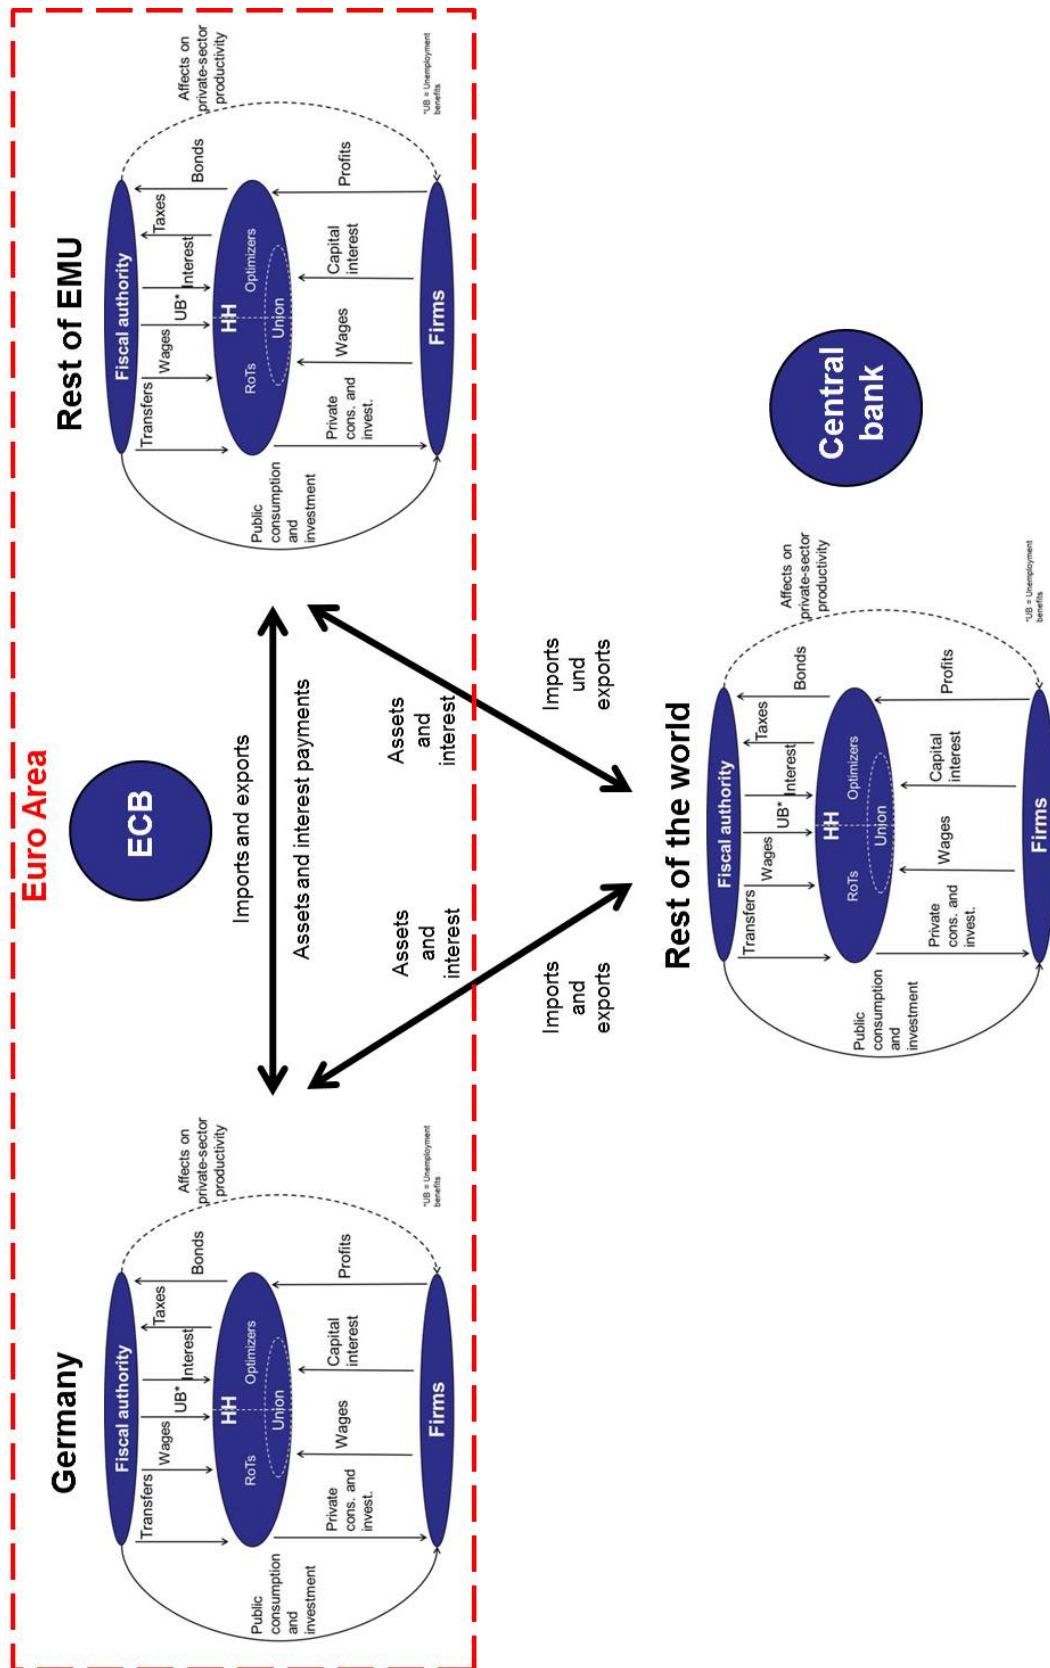 Euro Area
Germany
Fiscal authority
Transfers
Wages
UB*
Interest
Taxes
Bonds
Affects on
private-sector
productivity
HH
RoTs
Optimizers
Union
Public
consumption
and
investment
Private
cons. and
invest.
Wages
Capital
interest
Profits
Firms
*UB = Unemployment
benefits
ECB
Imports and exports
Assets and interest payments
Rest of EMU
Fiscal authority
Transfers
Wages
UB*
Interest
Taxes
Bonds
Affects on
private-sector
productivity
HH
RoTs
Optimizers
Union
Public
consumption
and
investment
Private
cons. and
invest.
Wages
Capital
interest
Profits
Firms
*UB = Unemployment
benefits
Assets
and
interest
Assets
and
interest
Imports
and
exports
Imports
und
exports
Rest of the world
Fiscal authority
Transfers
Wages
UB*
Interest
Taxes
Bonds
Affects on
private-sector
productivity
HH
RoTs
Optimizers
Union
Public
consumption
and
investment
Private
cons. and
invest.
Wages
Capital
interest
Profits
Firms
*UB = Unemployment
benefits
Central
bank